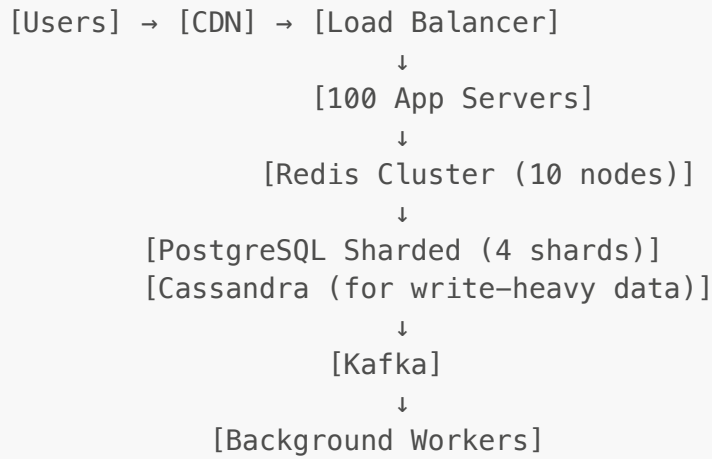 [Users] → [CDN] → [Load Balancer]
↓
[100 App Servers]
↓
[Redis Cluster (10 nodes)]
↓
[PostgreSQL Sharded (4 shards)]
[Cassandra (for write-heavy data)]
↓
[Kafka]
↓
[Background Workers]